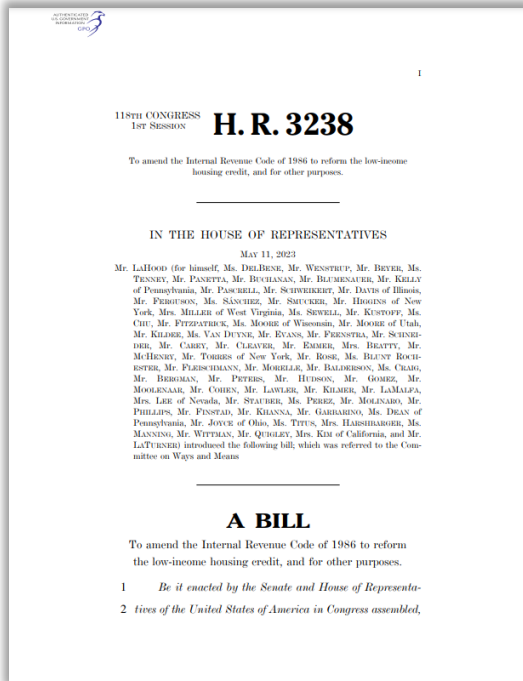 AUTHENTICATED
U.S. GOVERNMENT
INFORMATION
GPO
I
118TH CONGRESS
1ST SESSION
H. R. 3238
To amend the Internal Revenue Code of 1986 to reform the low-income
housing credit, and for other purposes.
IN THE HOUSE OF REPRESENTATIVES
MAY 11, 2023
Mr. LAHOOD (for himself, Ms. DELBENE, Mr. WENSTRUP, Mr. BEYER, Ms.
TENNEY, Mr. PANETTA, Mr. BUCHANAN, Mr. BLUMENAUER, Mr. KELLY
of Pennsylvania, Mr. PASCRELL, Mr. SCHWEIKERT, Mr. DAVIS of Illinois,
Mr. FERGUSON, Ms. SÁNCHEZ, Mr. SMUCKER, Mr. HIGGINS of New
York, Mrs. MILLER of West Virginia, Ms. SEWELL, Mr. KUSTOFF, Ms.
CHU, Mr. FITZPATRICK, Ms. MOORE of Wisconsin, Mr. MOORE of Utah,
Mr. KILDEE, Ms. VAN DUYNE, Mr. EVANS, Mr. FEENSTRA, Mr. SCHNEI-
DER, Mr. CAREY, Mr. CLEAVER, Mr. EMMER, Mrs. BEATTY, Mr.
MCHENRY, Mr. TORRES of New York, Mr. ROSE, Ms. BLUNT ROCH-
ESTER, Mr. FLEISCHMANN, Mr. MORELLE, Mr. BALDERSON, Ms. CRAIG,
Mr. BERGMAN, Mr. PETERS, Mr. HUDSON, Mr. GOMEZ, Mr.
MOOLENAAR, Mr. COHEN, Mr. LAWLER, Mr. KILMER, Mr. LAMALFA,
Mrs. LEE of Nevada, Mr. STAUBER, Ms. PEREZ, Mr. MOLINARO, Mr.
PHILLIPS, Mr. FINSTAD, Mr. KHANNA, Mr. GARBARINO, Ms. DEAN of
Pennsylvania, Mr. JOYCE of Ohio, Ms. TITUS, Mrs. HARSHBARGER, Ms.
MANNING, Mr. WITTMAN, Mr. QUIGLEY, Mrs. KIM of California, and Mr.
LATURNER) introduced the following bill; which was referred to the Com-
mittee on Ways and Means
A BILL
To amend the Internal Revenue Code of 1986 to reform
the low-income housing credit, and for other purposes.
1 Be it enacted by the Senate and House of Representa-
2 tives of the United States of America in Congress assembled,